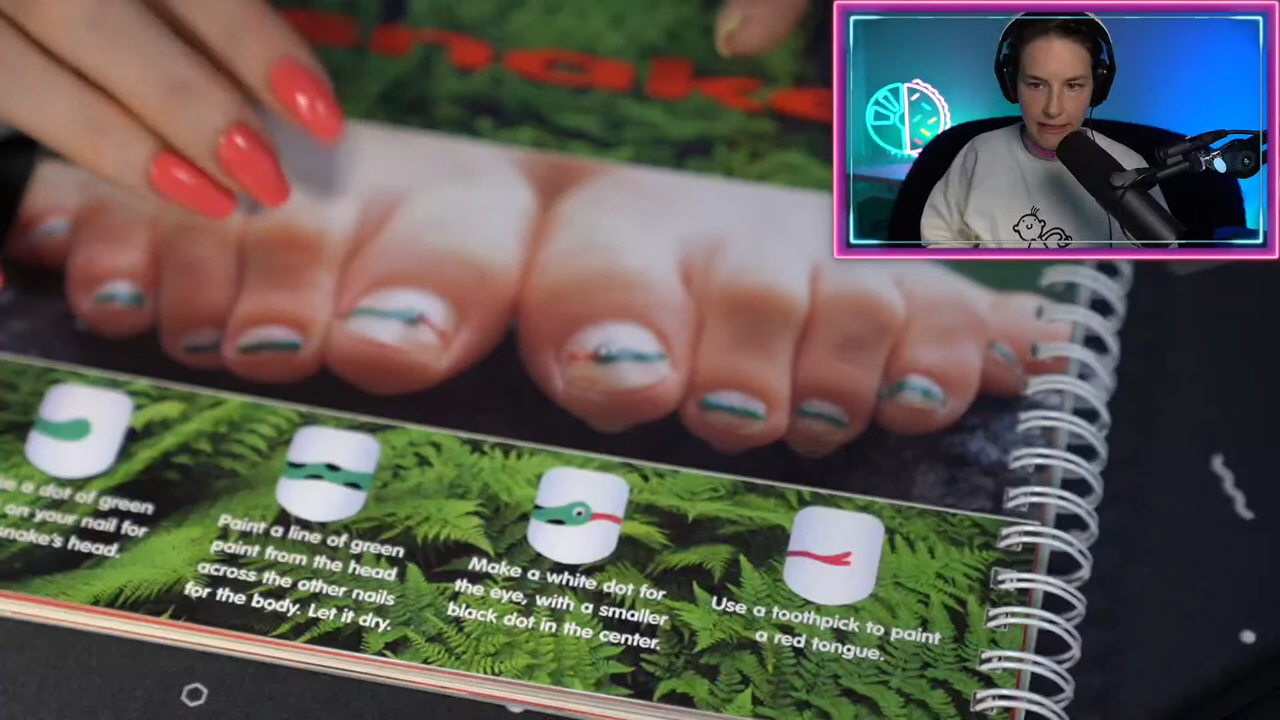 snake
e a dot of green
on your nail for
snake's head.
Paint a line of green
paint from the head
across the other nails
for the body. Let it dry.
Make a white dot for
the eye, with a smaller
black dot in the center.
Use a toothpick to paint
a red tongue.